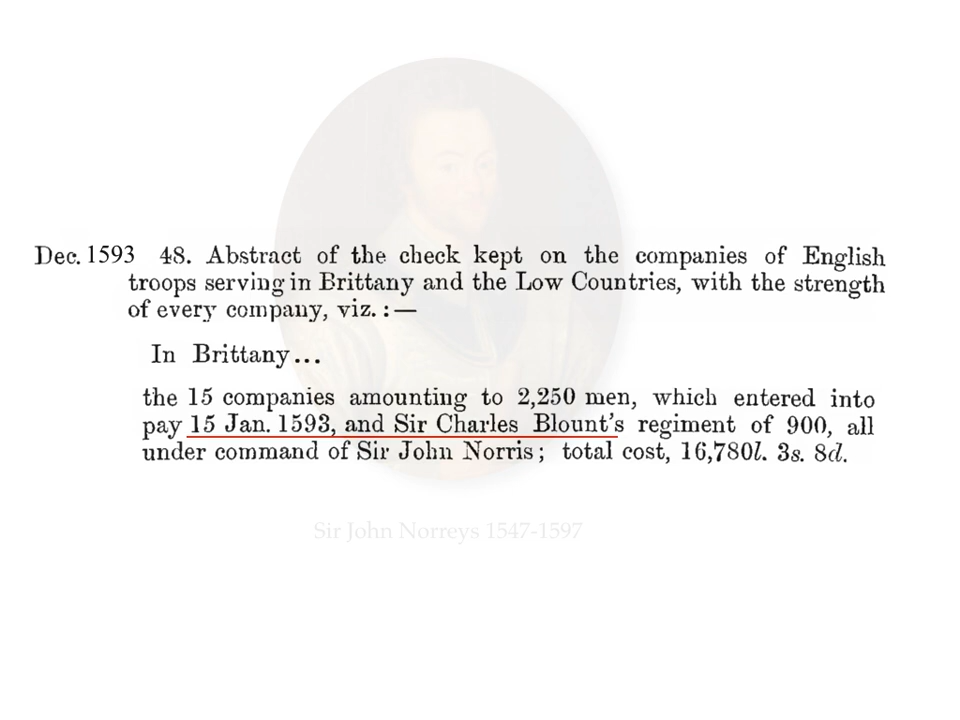 Dec. 1593 48. Abstract of the check kept on the companies of English
troops serving in Brittany and the Low Countries, with the strength
of every company, viz. : —
In Brittany...
the 15 companies amounting to 2,250 men, which entered into
pay 15 Jan. 1593, and Sir Charles Blount's regiment of 900, all
under command of Sir John Norris ; total cost, 16,780l. 3s. 8d.
Sir John Norreys 1547-1597